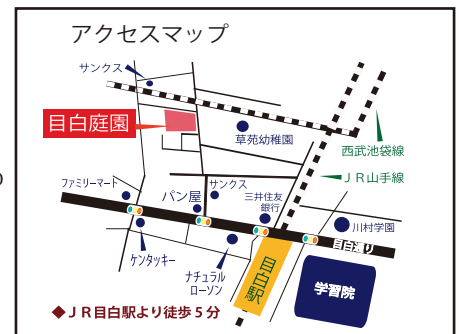 アクセスマップ
サンクス
目白庭園
草苑幼稚園
西武池袋線
JR山手線
ファミリーマート
パン屋
サンクス
三井住友
銀行
川村学園
目白通り
ケンタッキー
ナチュラル
ローソン
目白駅
学習院
◆JR目白駅より徒歩5分